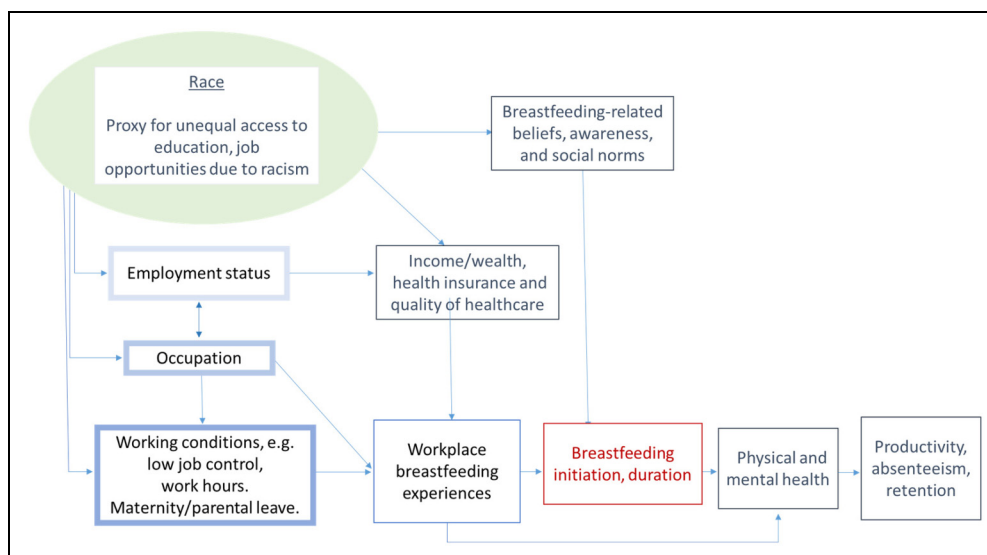 Race
Proxy for unequal access to
education, job
opportunities due to racism
Breastfeeding-related
beliefs, awareness,
and social norms
Employment status
Income/wealth,
health insurance and
quality of healthcare
Occupation
Working conditions, e.g.
low job control,
work hours.
Maternity/parental leave.
Workplace
breastfeeding
experiences
Breastfeeding
initiation, duration
Physical and
mental health
Productivity,
absenteeism,
retention